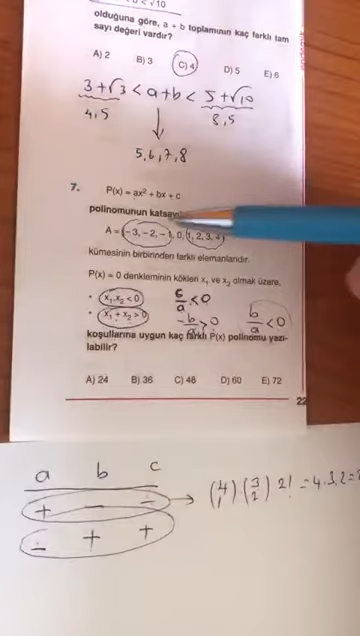 olduğuna göre, a + b toplamının kaç farklı tam
sayı değeri vardır?
A) 2 B) 3 C) 4 D) 5 E) 6
3+√3 < a+b < 5+√10
4,5 8,5
5,6,7,8
7. P(x) = ax² + bx + c
polinomunun
A = {-3, -2, -1, 0, 1, 2, 3, 4}
kümesinin birbirinden farklı elemanlarıdır.
P(x) = 0 denkleminin kökleri x₁ ve x₂ olmak üzere,
• x₁.x₂ < 0 c/a < 0
• x₁ + x₂ > 0 -b/a > 0 b/a < 0
koşullarına uygun kaç farklı P(x) polinomu yazı-
labilir?
A) 24 B) 36 C) 48 D) 60 E) 72
22
a b c
+ - - → (4 1).(3 2) 2! = 4.3.2 =
- + +